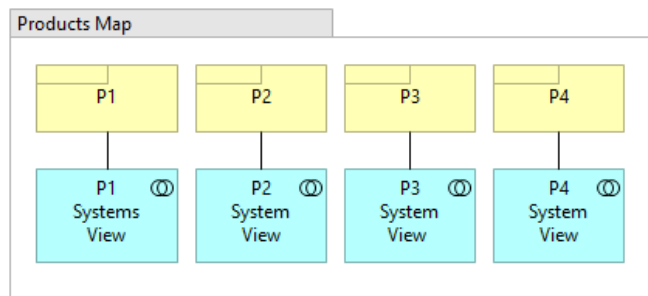 Products Map
P1
P2
P3
P4
P1
Systems
View
P2
System
View
P3
System
View
P4
System
View